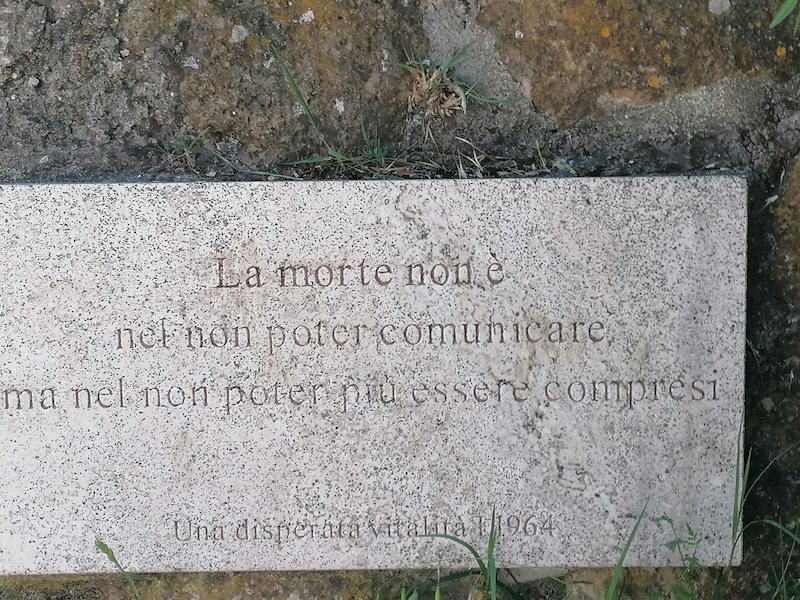 La morte non è
nel non poter comunicare
ma nel non poter più essere compresi
Una disperata vitalità I 1964